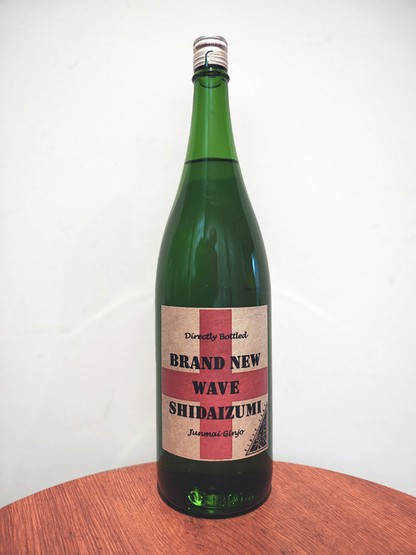 Directly Bottled
BRAND NEW
WAVE
SHIDAIZUMI
Junmai Ginjo